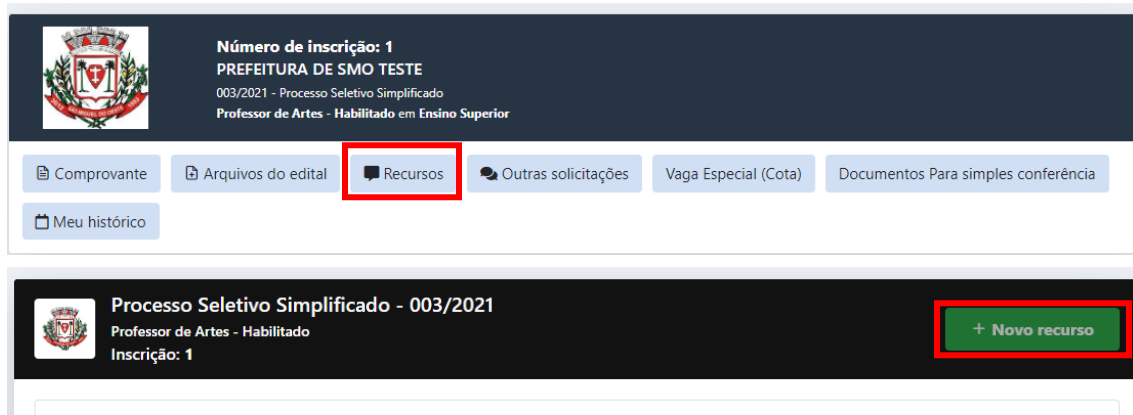 Número de inscrição: 1
PREFEITURA DE SMO TESTE
003/2021 - Processo Seletivo Simplificado
Professor de Artes - Habilitado em Ensino Superior
Comprovante
Arquivos do edital
Recursos
Outras solicitações
Vaga Especial (Cota)
Documentos Para simples conferência
Meu histórico
Processo Seletivo Simplificado - 003/2021
Professor de Artes - Habilitado
Inscrição: 1
+ Novo recurso